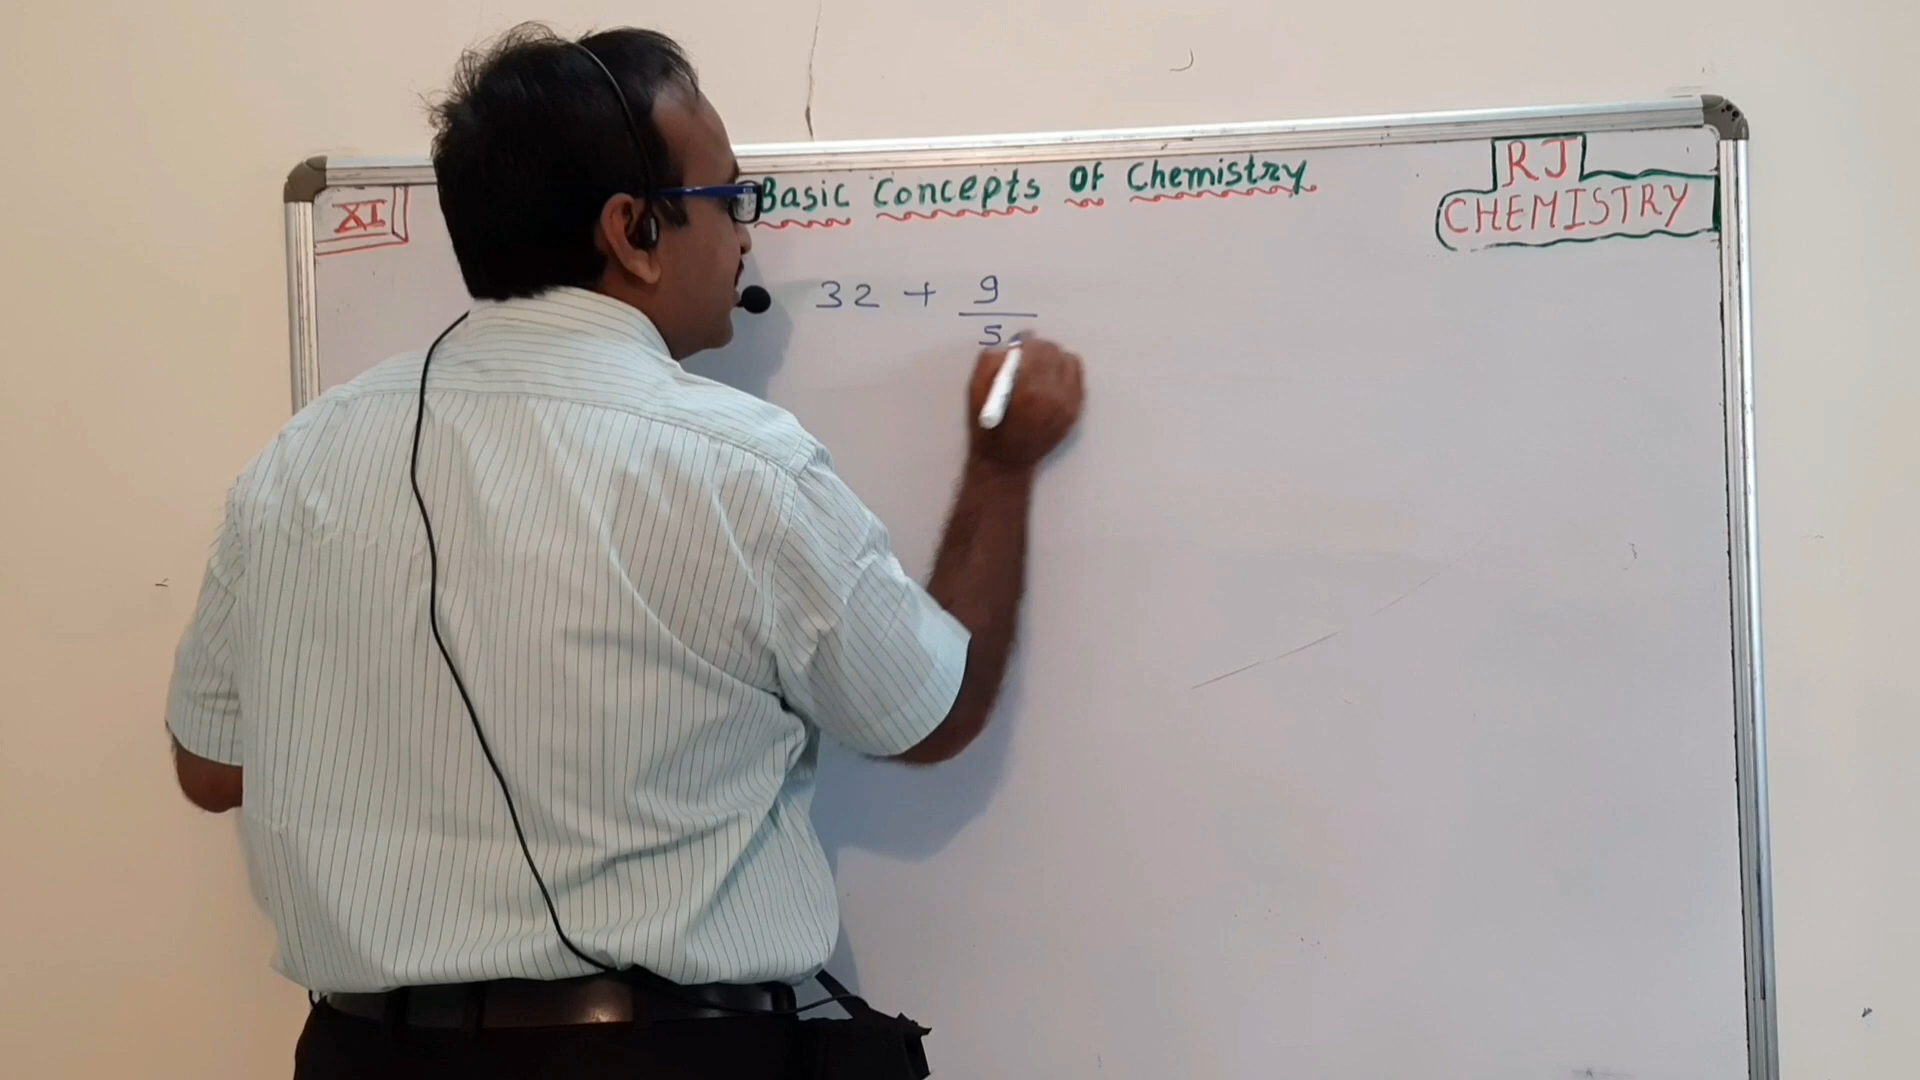 XI
Basic Concepts Of Chemistry
RJ
CHEMISTRY
32 + 9
5